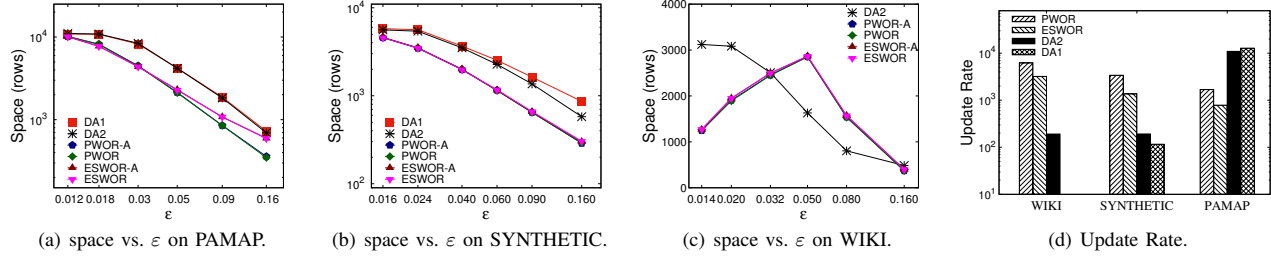 10^4
10^3
Space (rows)
DA1
DA2
PWOR-A
PWOR
ESWOR-A
ESWOR
0.012 0.018 0.03 0.05 0.09 0.16
ε
(a) space vs. ε on PAMAP.
10^4
10^3
10^2
Space (rows)
DA1
DA2
PWOR-A
PWOR
ESWOR-A
ESWOR
0.016 0.024 0.040 0.060 0.090 0.160
ε
(b) space vs. ε on SYNTHETIC.
4000
3000
2000
1000
0
Space (rows)
DA2
PWOR-A
PWOR
ESWOR-A
ESWOR
0.014 0.020 0.032 0.050 0.080 0.160
ε
(c) space vs. ε on WIKI.
10^4
10^3
10^2
10^1
Update Rate
PWOR
ESWOR
DA2
DA1
WIKI SYNTHETIC PAMAP
(d) Update Rate.